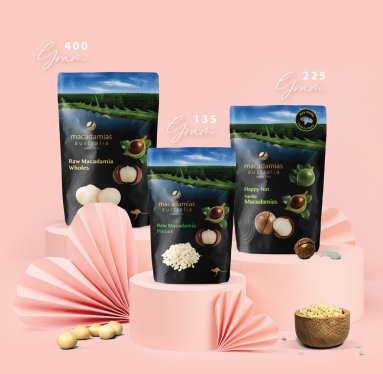 400
Gram
225
Gram
135
Gram
macadamias
australia
Raw Macadamia
Wholes
macadamias
australia
Raw Macadamia
Pieces
macadamias
australia
Happy Nut
Vanilla
Macadamias